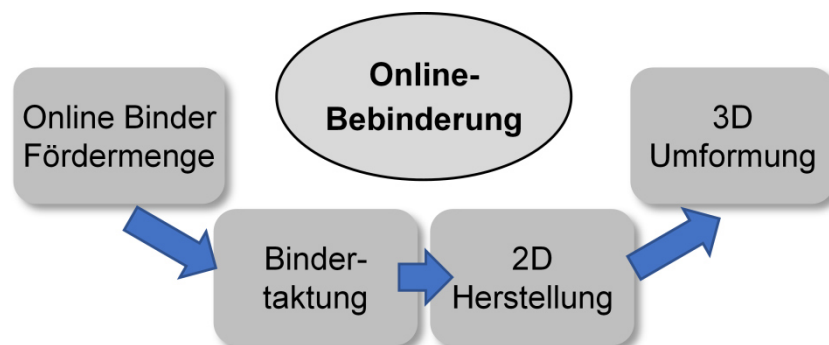 Online-
Bebinderung
Online Binder
Fördermenge
Binder-
taktung
2D
Herstellung
3D
Umformung